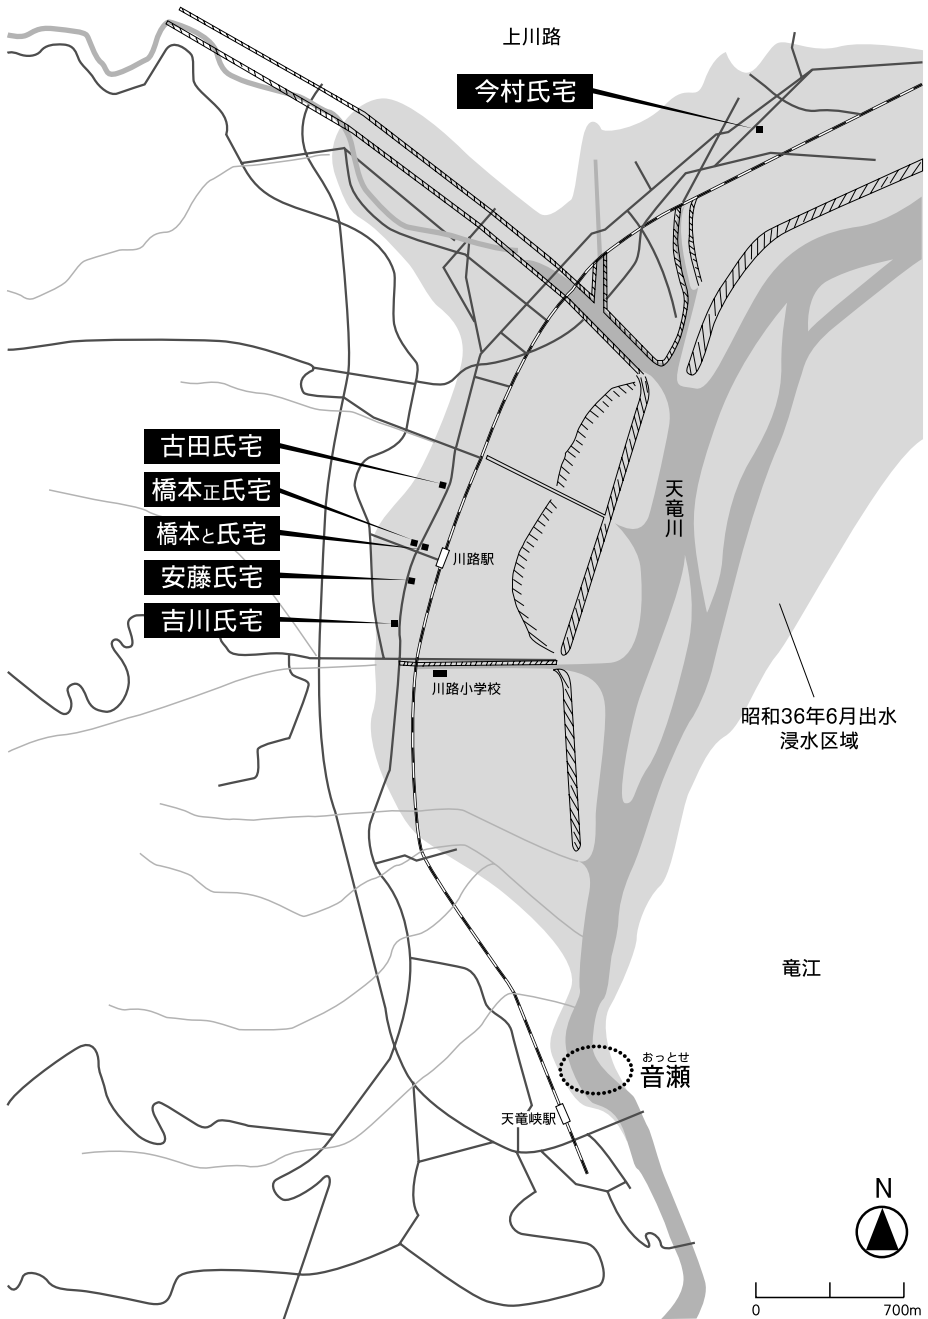 上川路
今村氏宅
古田氏宅
橋本正氏宅
橋本と氏宅
安藤氏宅
吉川氏宅
天竜川
川路駅
川路小学校
昭和36年6月出水
浸水区域
竜江
おっとせ
音瀬
天竜峡駅
N
0 700m